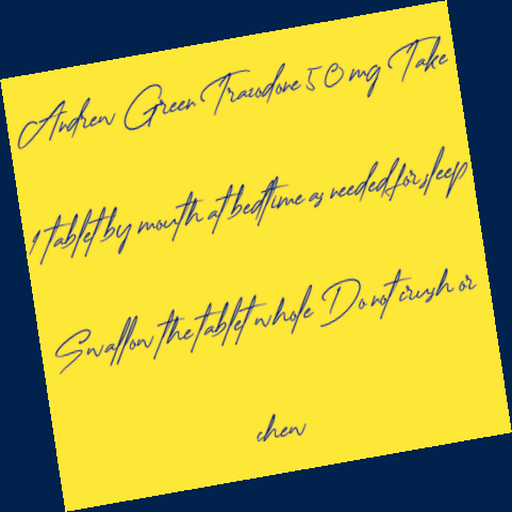 Andrew Green Trazodone 50 mg Take
1 tablet by mouth at bedtime as needed for sleep
Swallow the tablet whole Do not crush or
chew